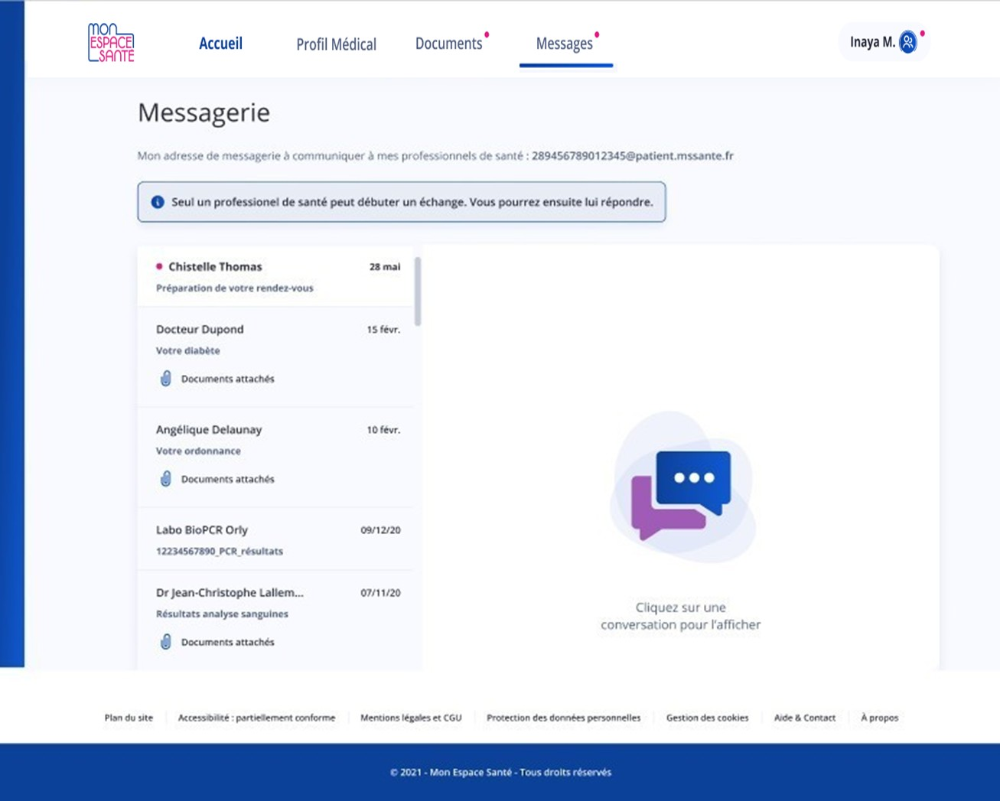 MON
ESPACE
SANTÉ
Accueil
Profil Médical
Documents
Messages
Inaya M.
Messagerie
Mon adresse de messagerie à communiquer à mes professionnels de santé : 289456789012345@patient.mssante.fr
Seul un professionel de santé peut débuter un échange. Vous pourrez ensuite lui répondre.
Chistelle Thomas 28 mai
Préparation de votre rendez-vous
Docteur Dupond 15 févr.
Votre diabète
Documents attachés
Angélique Delaunay 10 févr.
Votre ordonnance
Documents attachés
Labo BioPCR Orly 09/12/20
12234567890_PCR_résultats
Dr Jean-Christophe Lallem... 07/11/20
Résultats analyse sanguines
Documents attachés
Cliquez sur une
conversation pour l'afficher
Plan du site
Accessibilité : partiellement conforme
Mentions légales et CGU
Protection des données personnelles
Gestion des cookies
Aide & Contact
À propos
© 2021 - Mon Espace Santé - Tous droits réservés